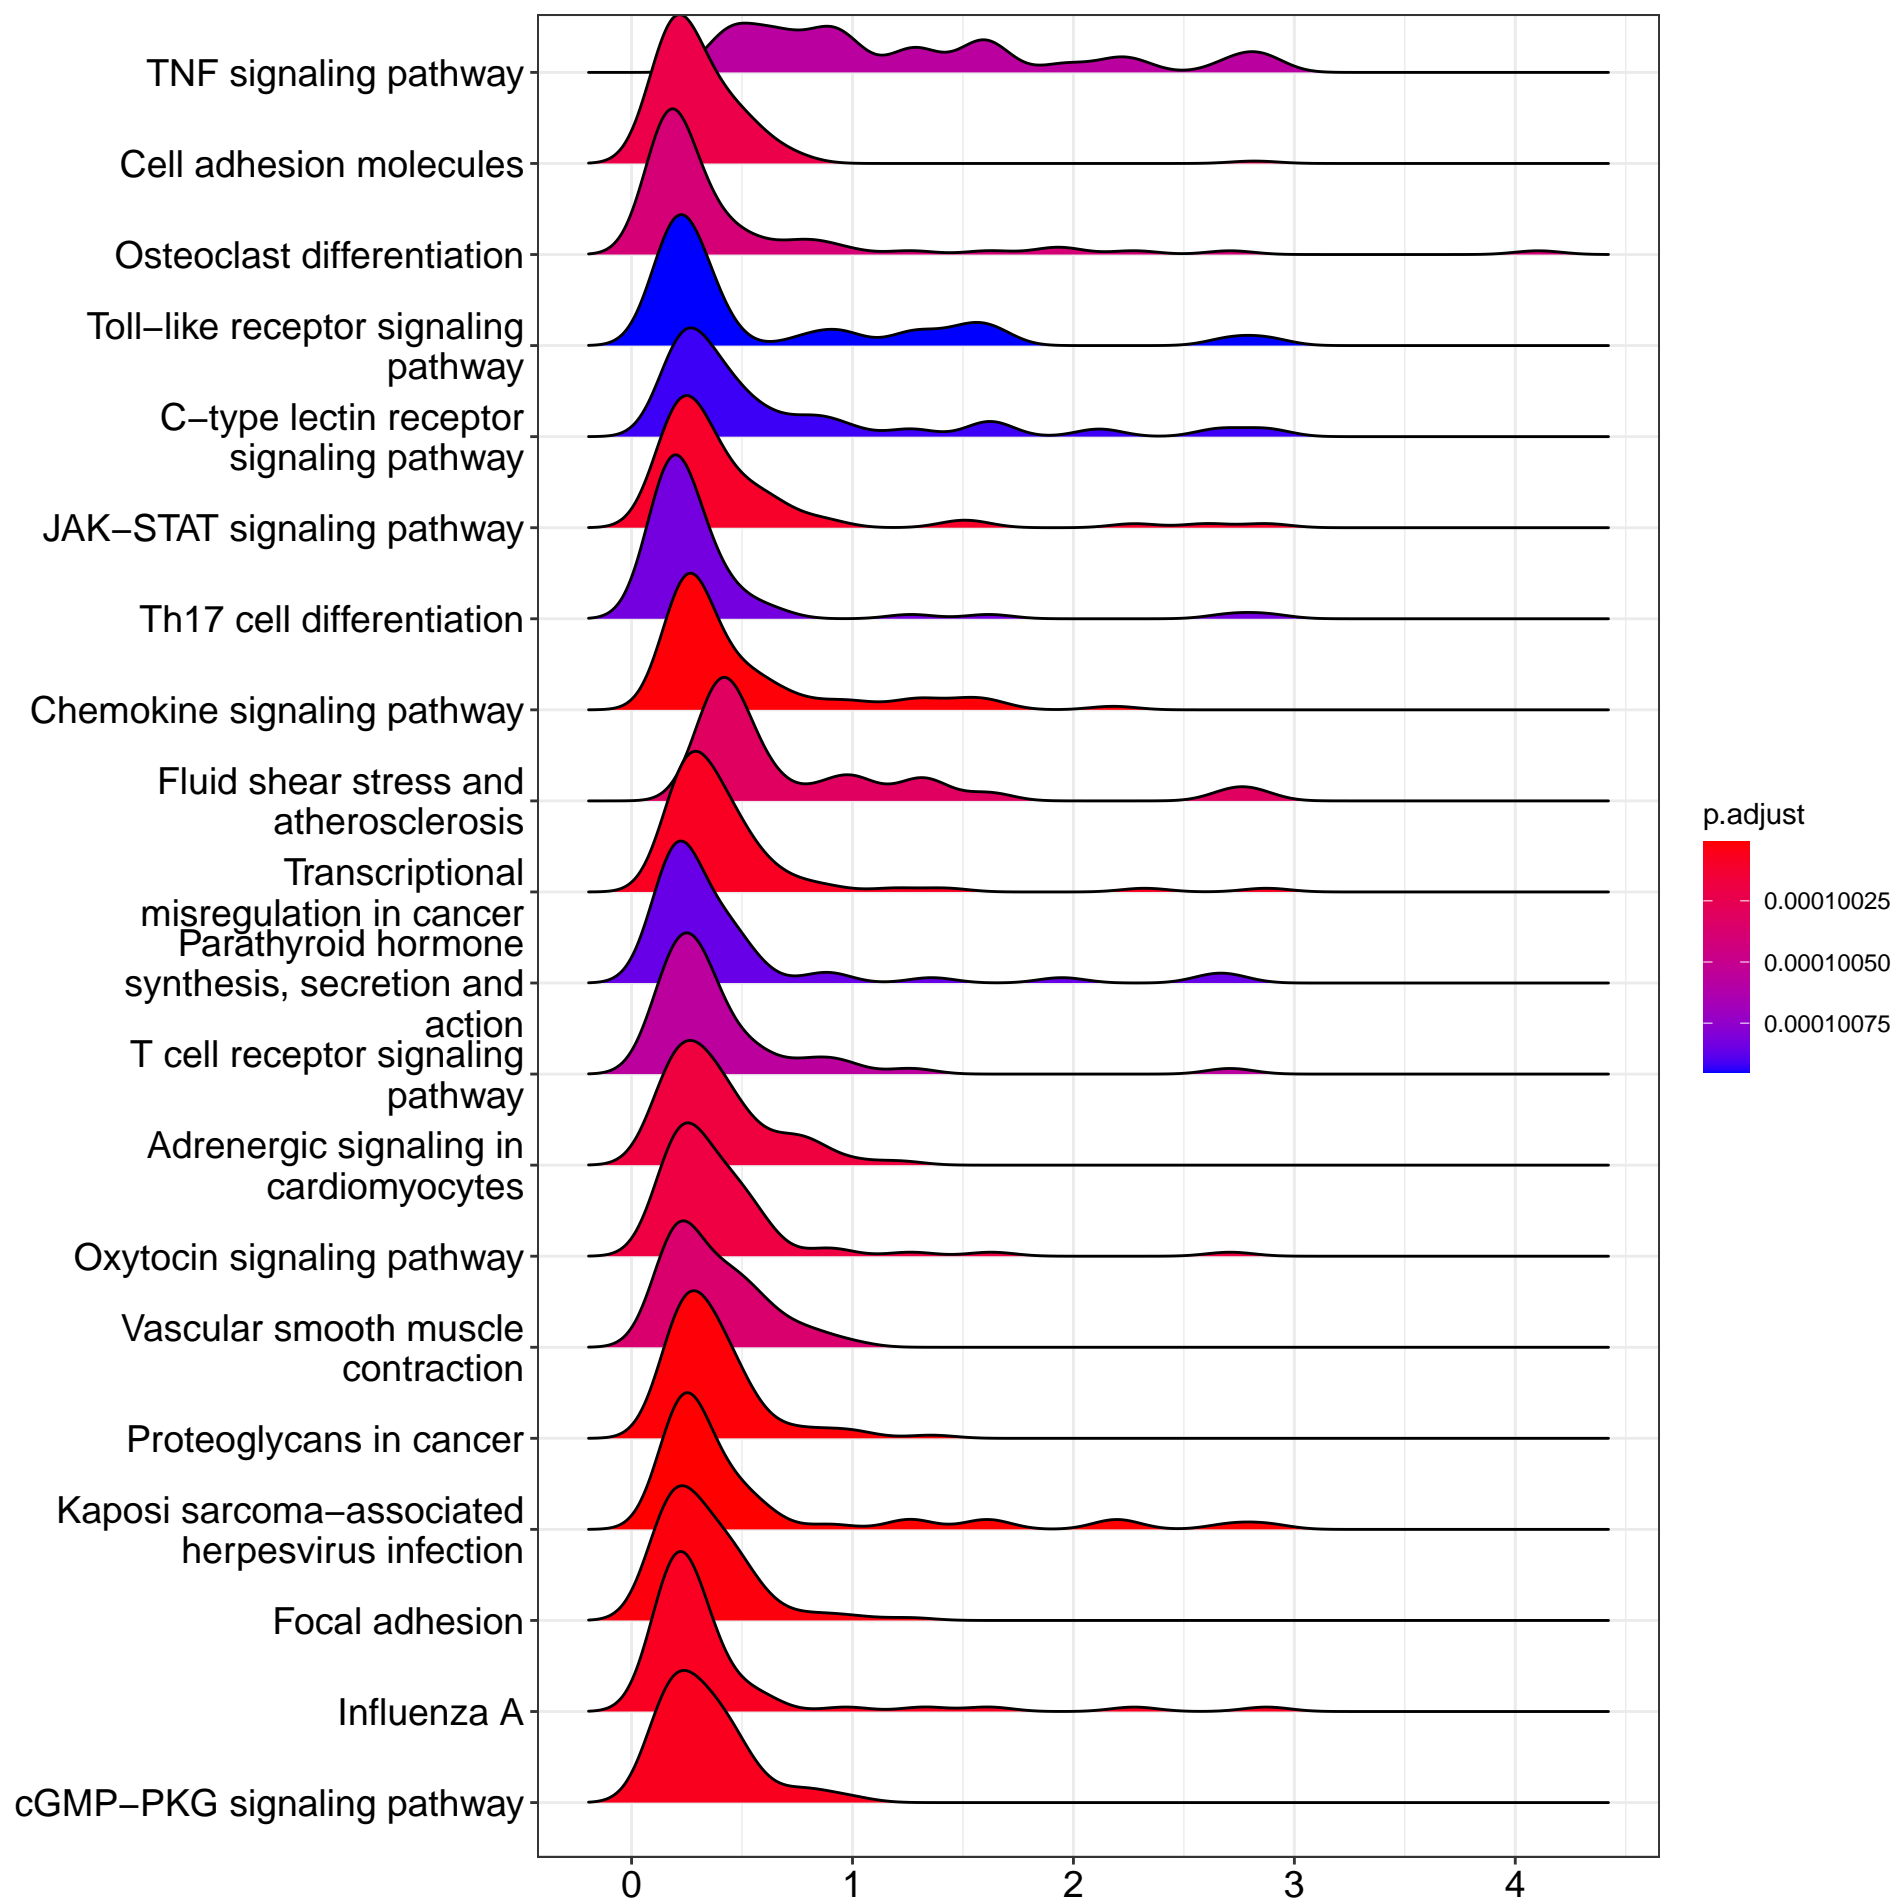 TNF signaling pathway
Cell adhesion molecules
Osteoclast differentiation
Toll−like receptor signaling
pathway
C−type lectin receptor
signaling pathway
JAK−STAT signaling pathway
Th17 cell differentiation
Chemokine signaling pathway
Fluid shear stress and
atherosclerosis
Transcriptional
misregulation in cancer
Parathyroid hormone
synthesis, secretion and
action
T cell receptor signaling
pathway
Adrenergic signaling in
cardiomyocytes
Oxytocin signaling pathway
Vascular smooth muscle
contraction
Proteoglycans in cancer
Kaposi sarcoma−associated
herpesvirus infection
Focal adhesion
Influenza A
cGMP−PKG signaling pathway
0 1 2 3 4
p.adjust
0.00010025
0.00010050
0.00010075